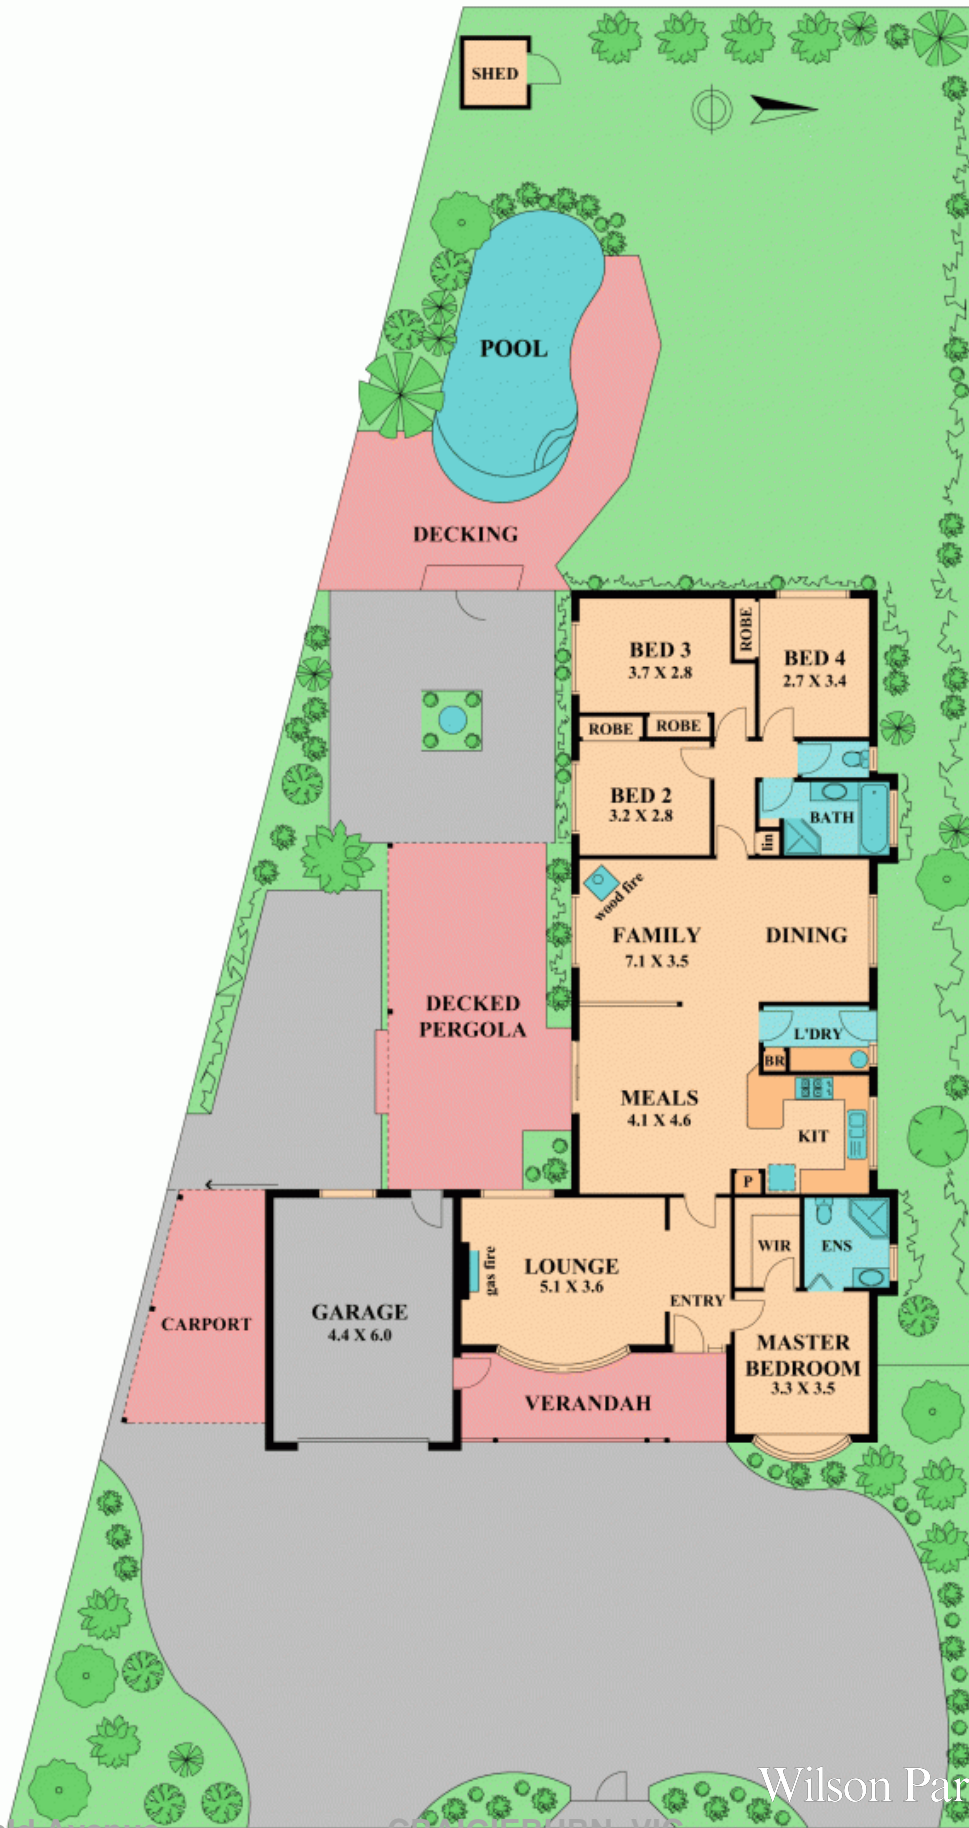 SHED
POOL
DECKING
BED 3
3.7 X 2.8
ROBE
BED 4
2.7 X 3.4
ROBE
ROBE
BED 2
3.2 X 2.8
BATH
lin
wood fire
FAMILY
7.1 X 3.5
DINING
DECKED
PERGOLA
L'DRY
BR
MEALS
4.1 X 4.6
KIT
P
LOUNGE
5.1 X 3.6
gas fire
WIR
ENS
ENTRY
GARAGE
4.4 X 6.0
CARPORT
MASTER
BEDROOM
3.3 X 3.5
VERANDAH
Wilson Par
Avenue
CRAIGIEBURN, VIC